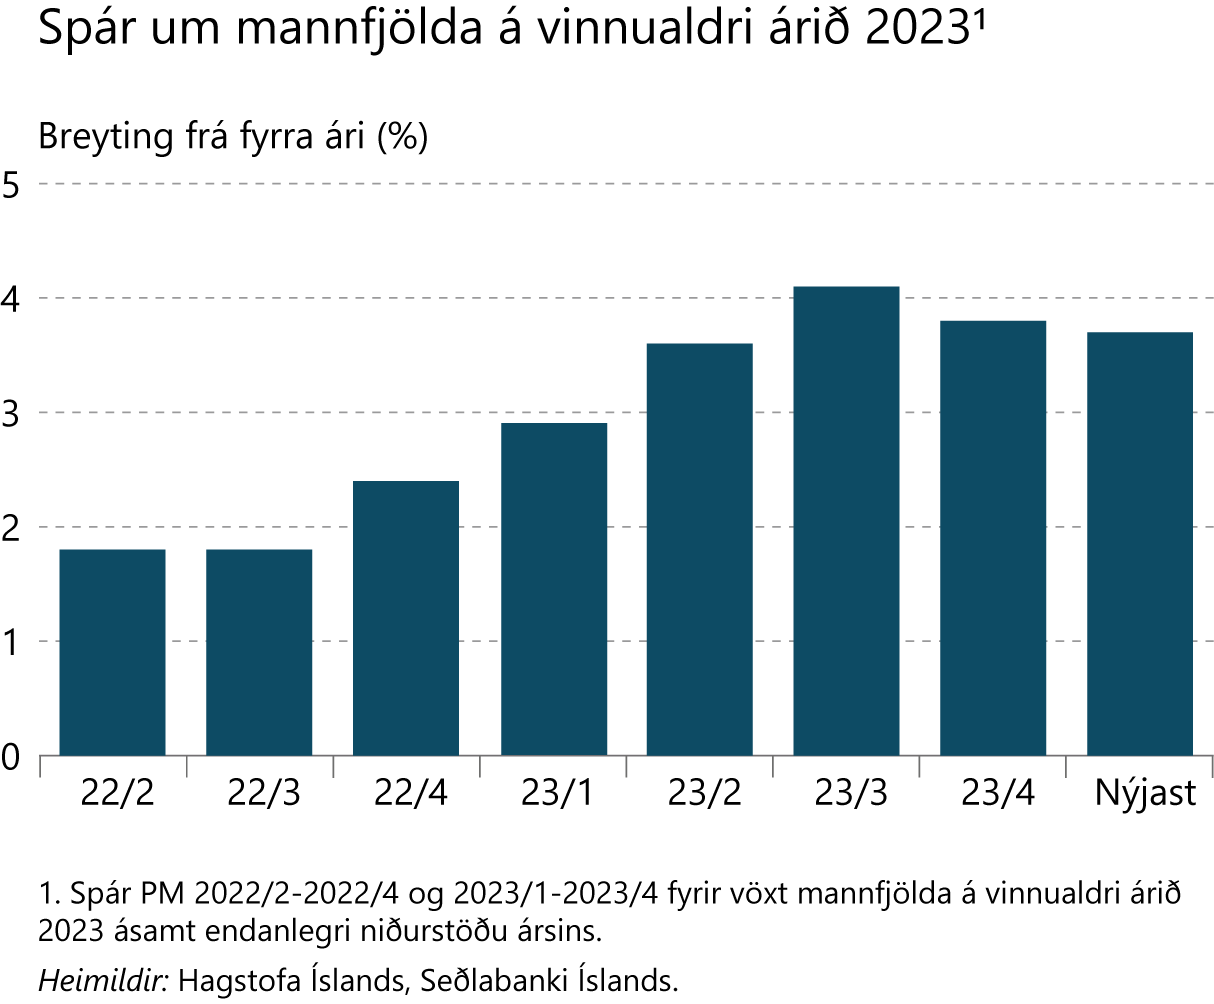 Spár um mannfjölda á vinnualdri árið 2023¹
Breyting frá fyrra ári (%)
5
4
3
2
1
0
22/2 22/3 22/4 23/1 23/2 23/3 23/4 Nýjast
1. Spár PM 2022/2-2022/4 og 2023/1-2023/4 fyrir vöxt mannfjölda á vinnualdri árið
2023 ásamt endanlegri niðurstöðu ársins.
Heimildir: Hagstofa Íslands, Seðlabanki Íslands.